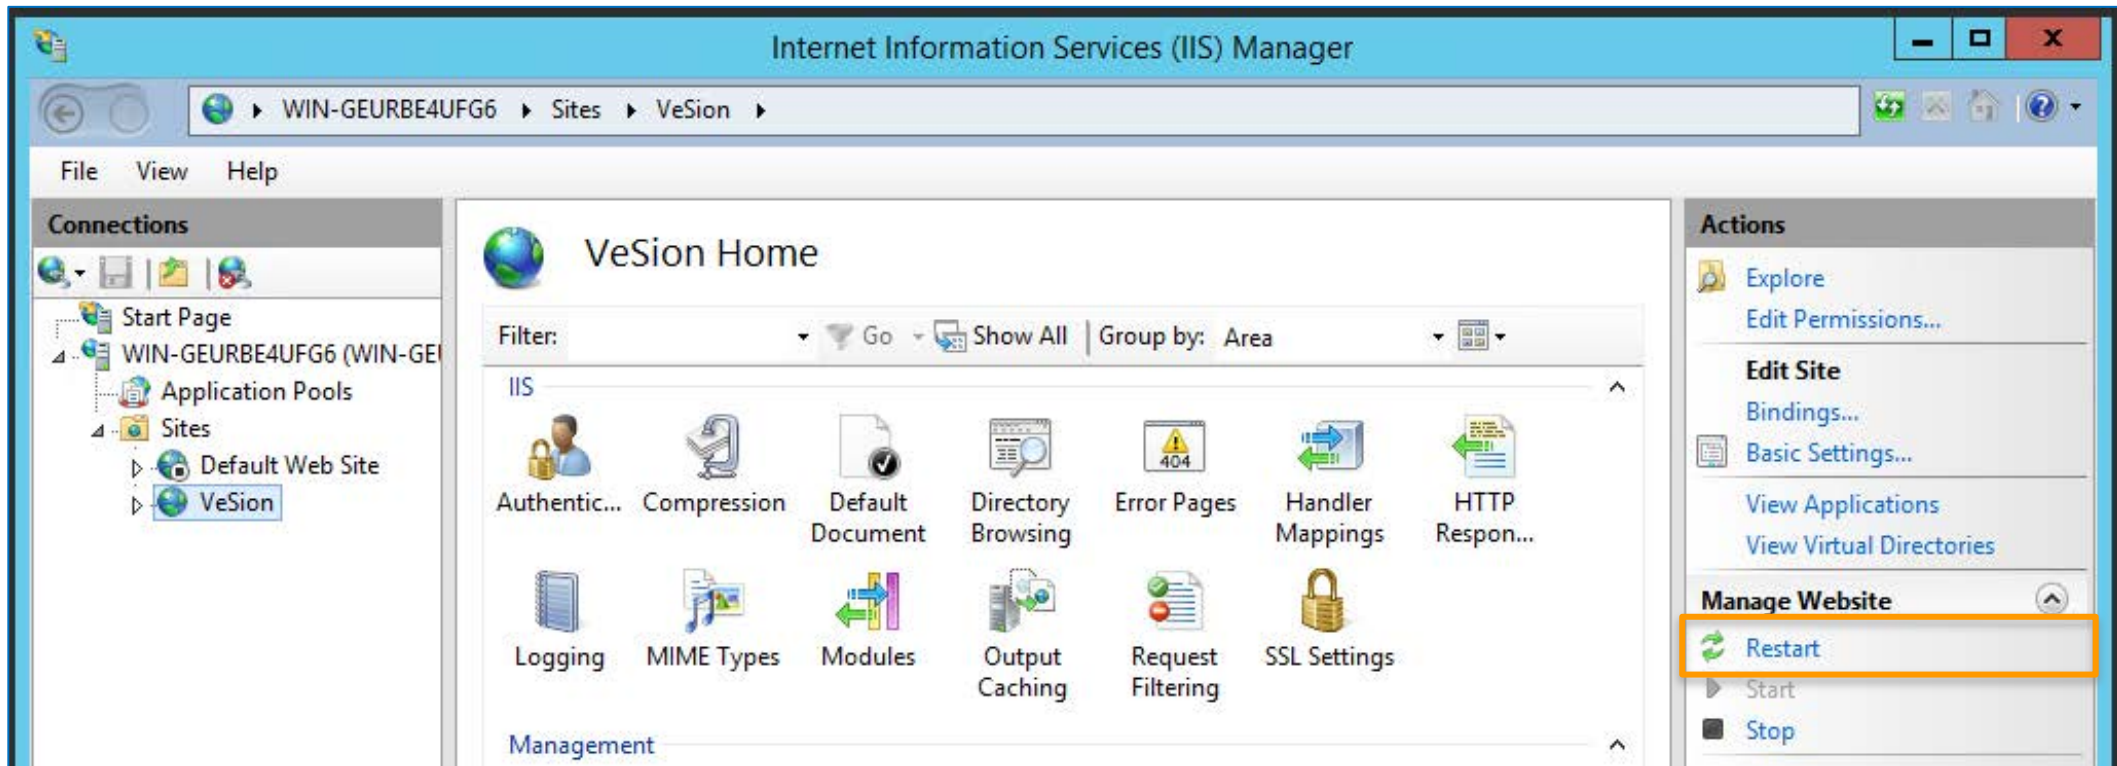 Internet Information Services (IIS) Manager
WIN-GEURBE4UFG6 Sites VeSion
File View Help
Connections
Start Page
WIN-GEURBE4UFG6 (WIN-GEU
Application Pools
Sites
Default Web Site
VeSion
VeSion Home
Filter: Go Show All Group by: Area
IIS
Authentic... Compression Default Document Directory Browsing Error Pages Handler Mappings HTTP Respon...
404
Logging MIME Types Modules Output Caching Request Filtering SSL Settings
Management
Actions
Explore
Edit Permissions...
Edit Site
Bindings...
Basic Settings...
View Applications
View Virtual Directories
Manage Website
Restart
Start
Stop